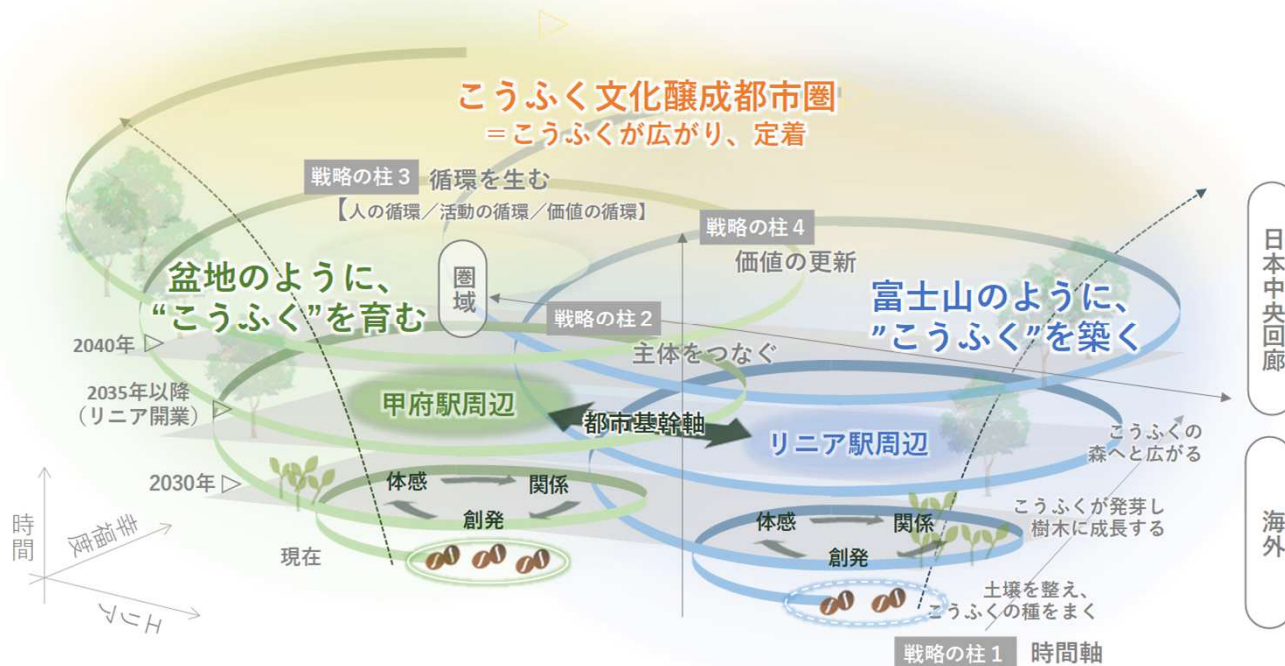 こうふく文化醸成都市圏
＝こうふくが広がり、定着
戦略の柱３ 循環を生む
【人の循環／活動の循環／価値の循環】
戦略の柱４
価値の更新
圏域
盆地のように、
“こうふく”を育む
富士山のように、
”こうふく”を築く
日本中央回廊
戦略の柱２
主体をつなぐ
2040年
2035年以降
（リニア開業）
甲府駅周辺
都市基幹軸
リニア駅周辺
こうふくの
森へと広がる
2030年
体感
関係
創発
体感
関係
創発
こうふくが発芽し
樹木に成長する
海外
時間
幸福度
エリア
現在
土壌を整え、
こうふくの種をまく
戦略の柱１ 時間軸